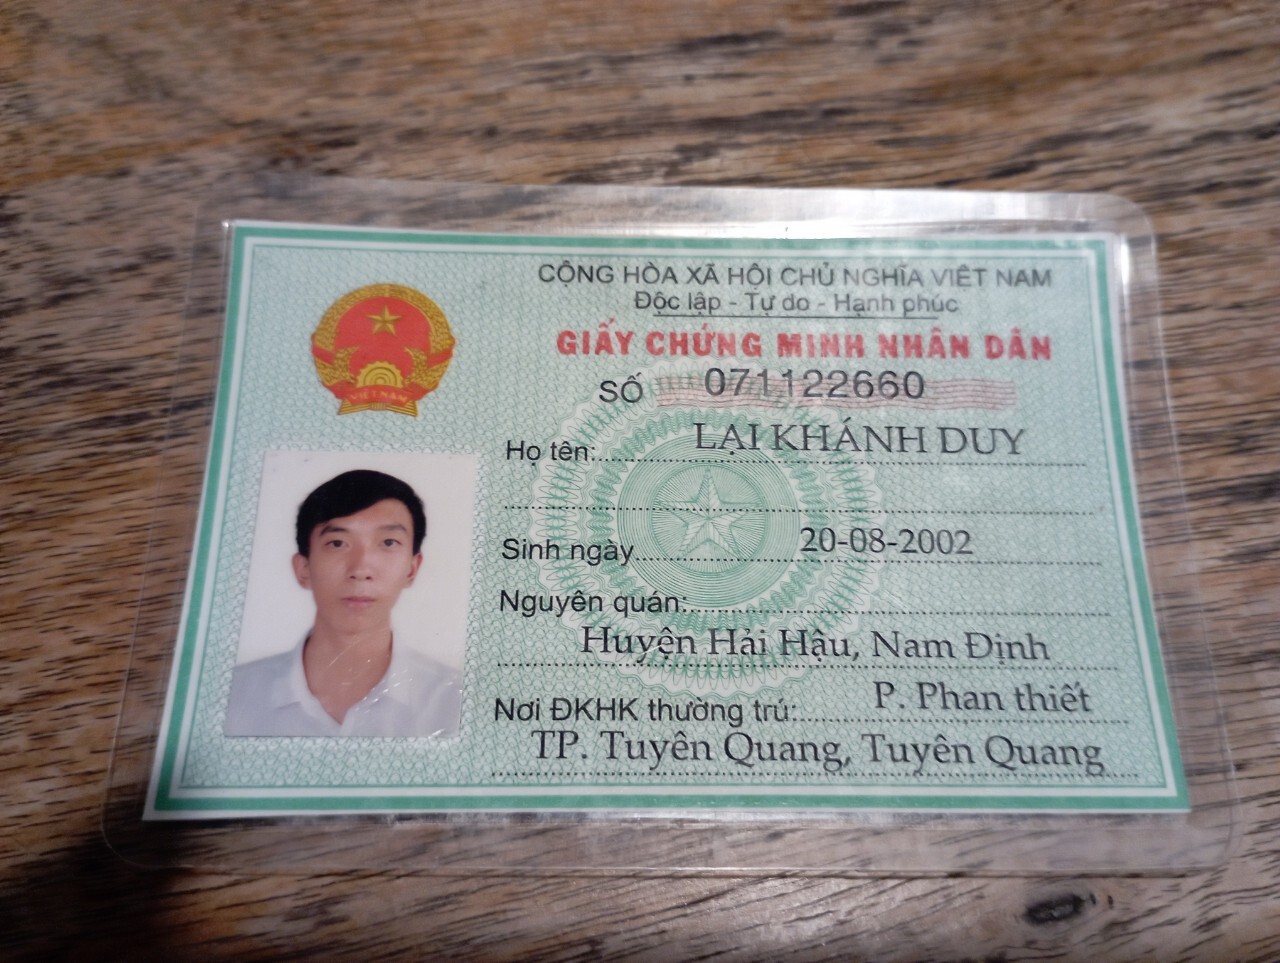 CỘNG HÒA XÃ HỘI CHỦ NGHĨA VIỆT NAM
Độc lập - Tự do - Hạnh phúc
GIẤY CHỨNG MINH NHÂN DÂN
SỐ 071122660
Họ tên: LẠI KHÁNH DUY
Sinh ngày 20-08-2002
Nguyên quán:
Huyện Hải Hậu, Nam Định
Nơi ĐKHK thường trú: P. Phan thiết
TP. Tuyên Quang, Tuyên Quang
VIỆT NAM